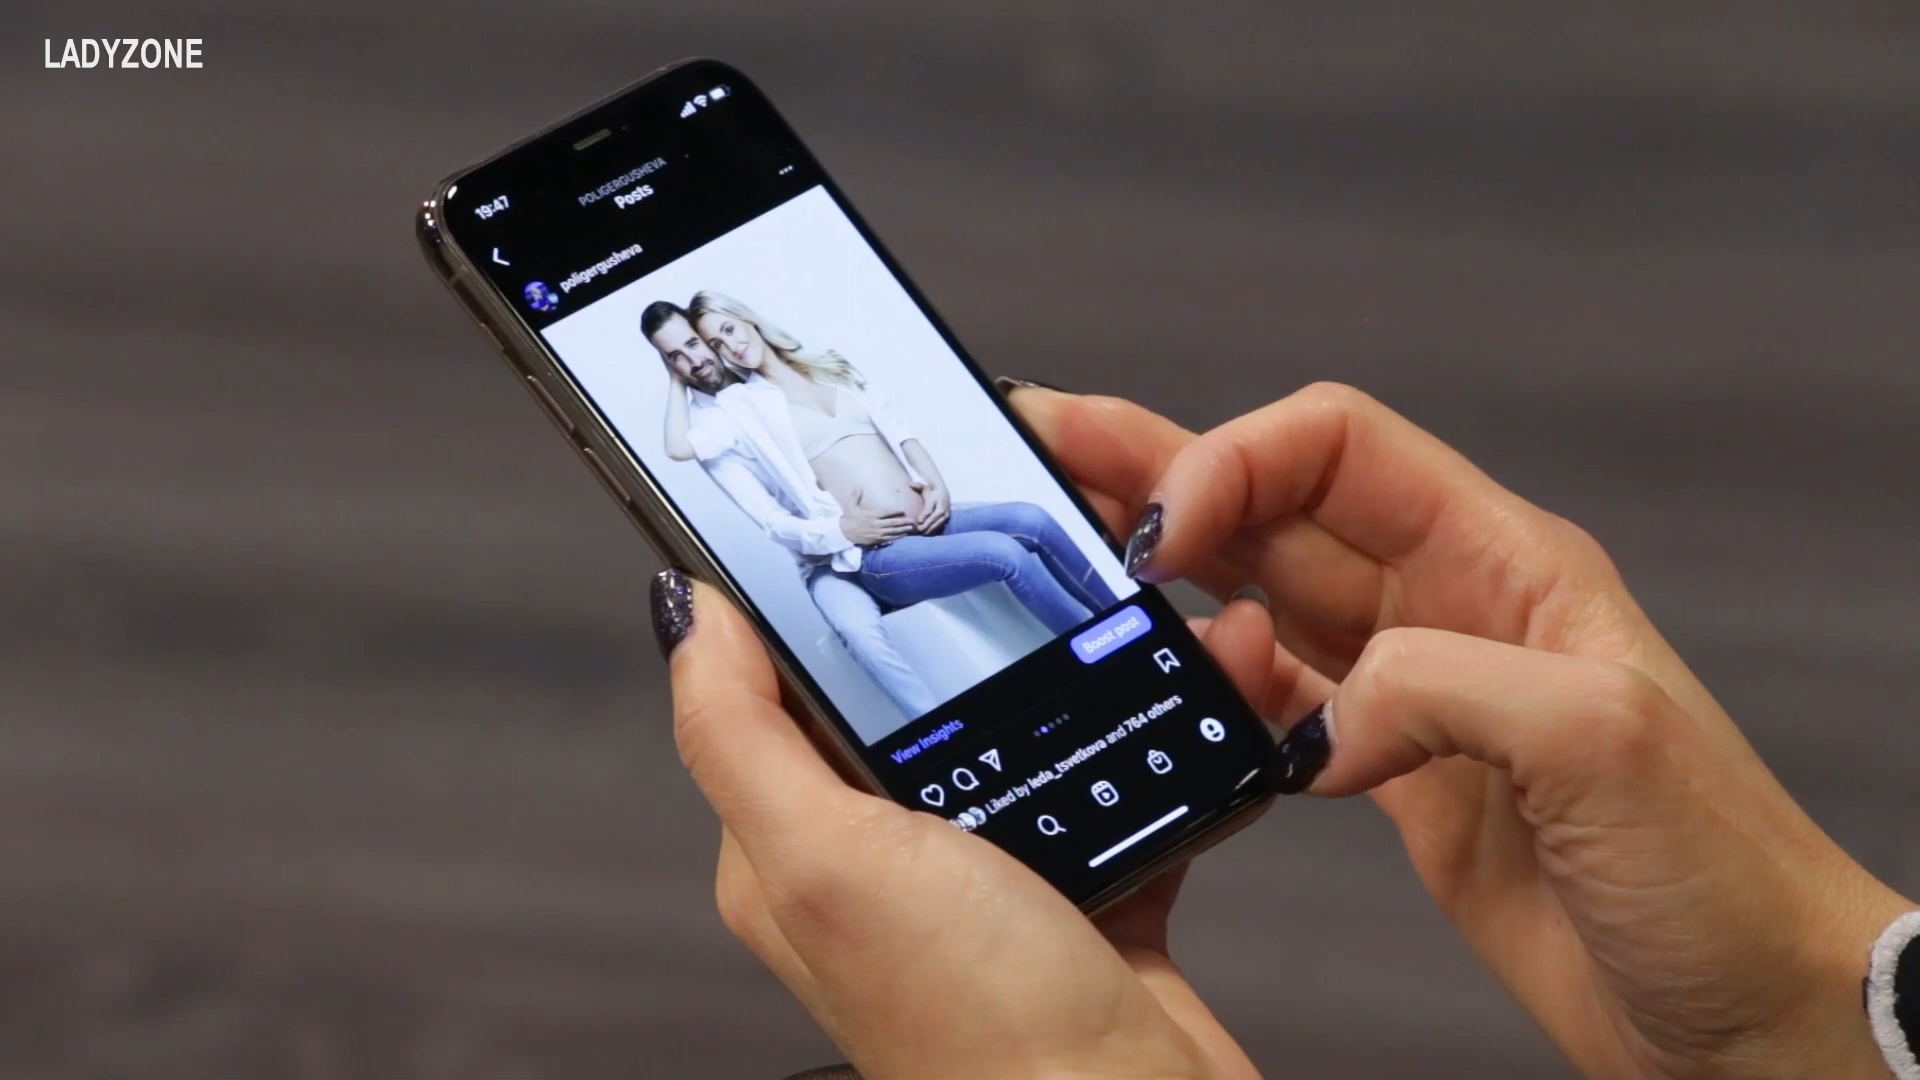 LADYZONE
19:47
POLIGERGUSHEVA
Posts
poligergusheva
Boost post
View Insights
Liked by leda_tsvetkova and 764 others